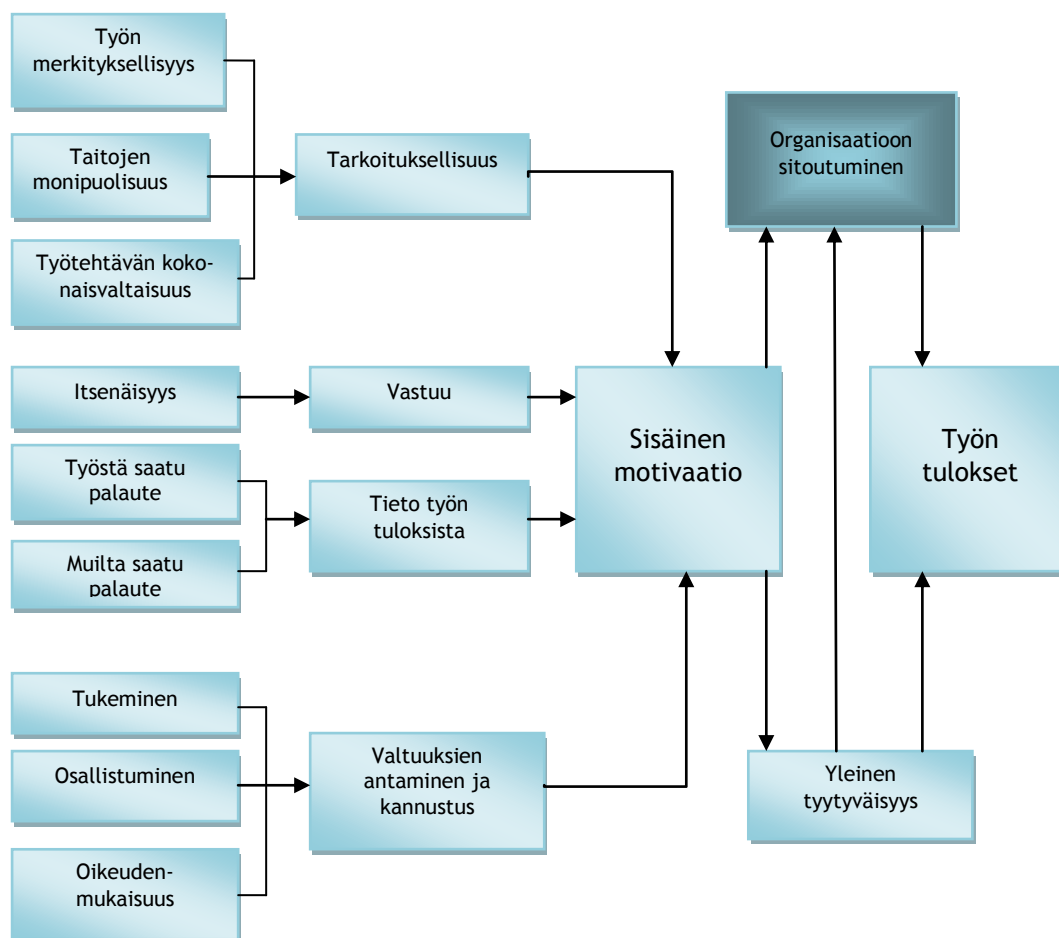 Työn
merkityksellisyys
Taitojen
monipuolisuus
Työtehtävän koko-
naisvaltaisuus
Tarkoituksellisuus
Organisaatioon
sitoutuminen
Itsenäisyys
Vastuu
Työstä saatu
palaute
Muilta saatu
palaute
Tieto työn
tuloksista
Sisäinen
motivaatio
Työn
tulokset
Tukeminen
Osallistuminen
Oikeuden-
mukaisuus
Valtuuksien
antaminen ja
kannustus
Yleinen
tyytyväisyys